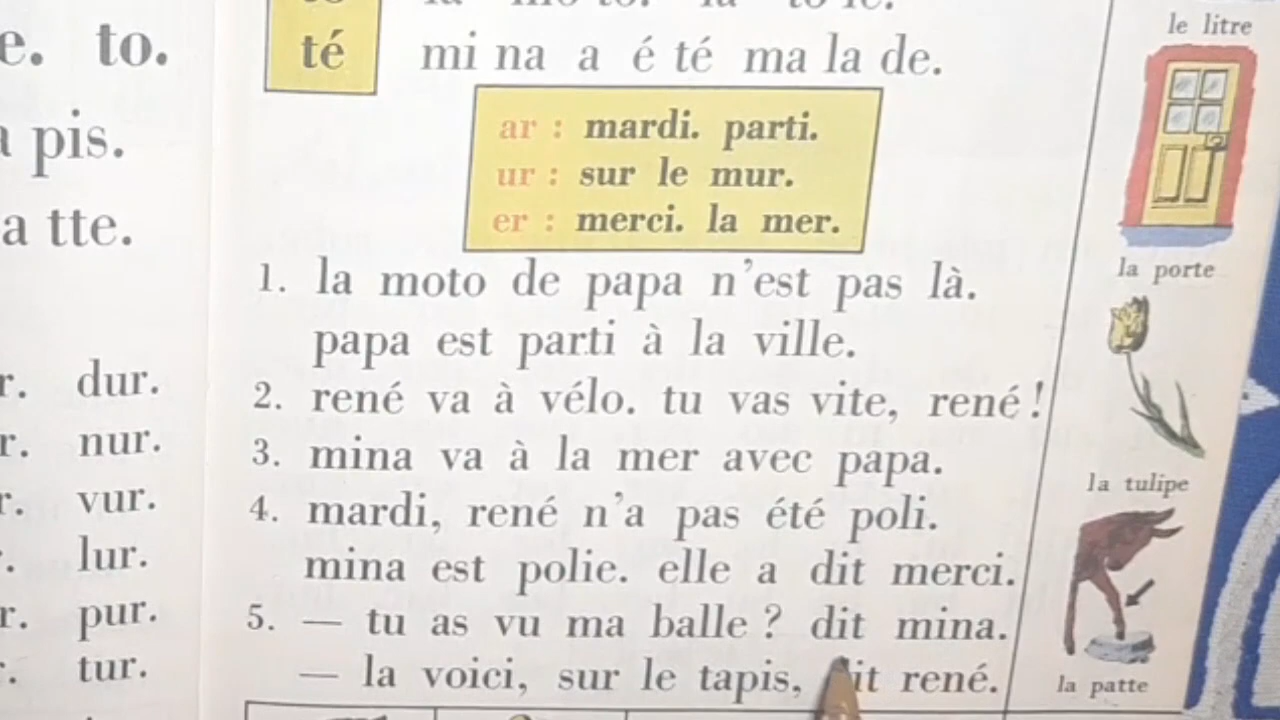 e. to.
pis.
a tte.
r. dur.
r. nur.
r. vur.
lur.
r. pur.
tur.
té
mi na a é té ma la de.
ar : mardi. parti.
ur : sur le mur.
er : merci. la mer.
1. la moto de papa n'est pas là.
papa est parti à la ville.
2. rené va à vélo. tu vas vite, rené !
3. mina va à la mer avec papa.
4. mardi, rené n'a pas été poli.
mina est polie. elle a dit merci.
5. — tu as vu ma balle ? dit mina.
— la voici, sur le tapis, dit rené.
le litre
la porte
la tulipe
la patte